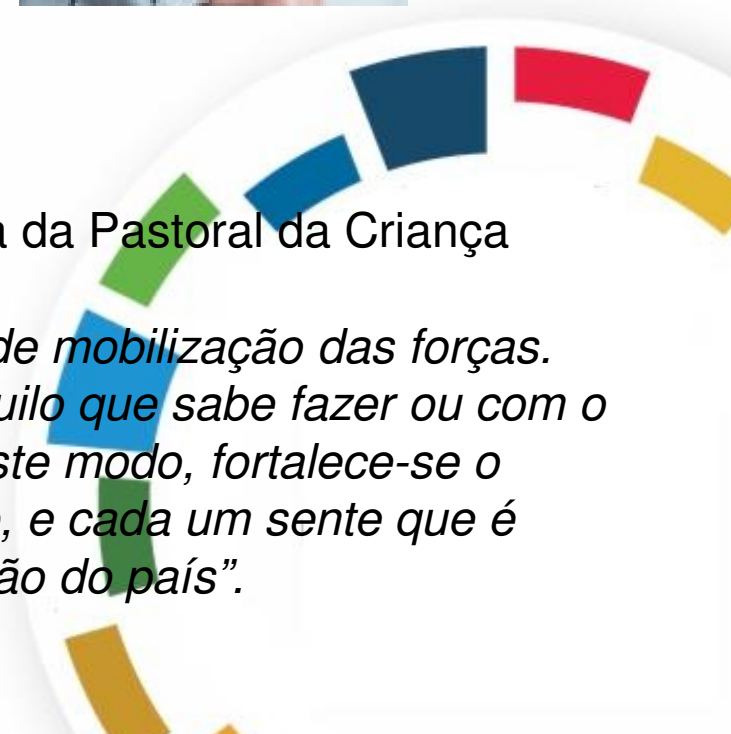 a da Pastoral da Criança
de mobilização das forças.
uilo que sabe fazer ou com o
ste modo, fortalece-se o
, e cada um sente que é
ão do país”.